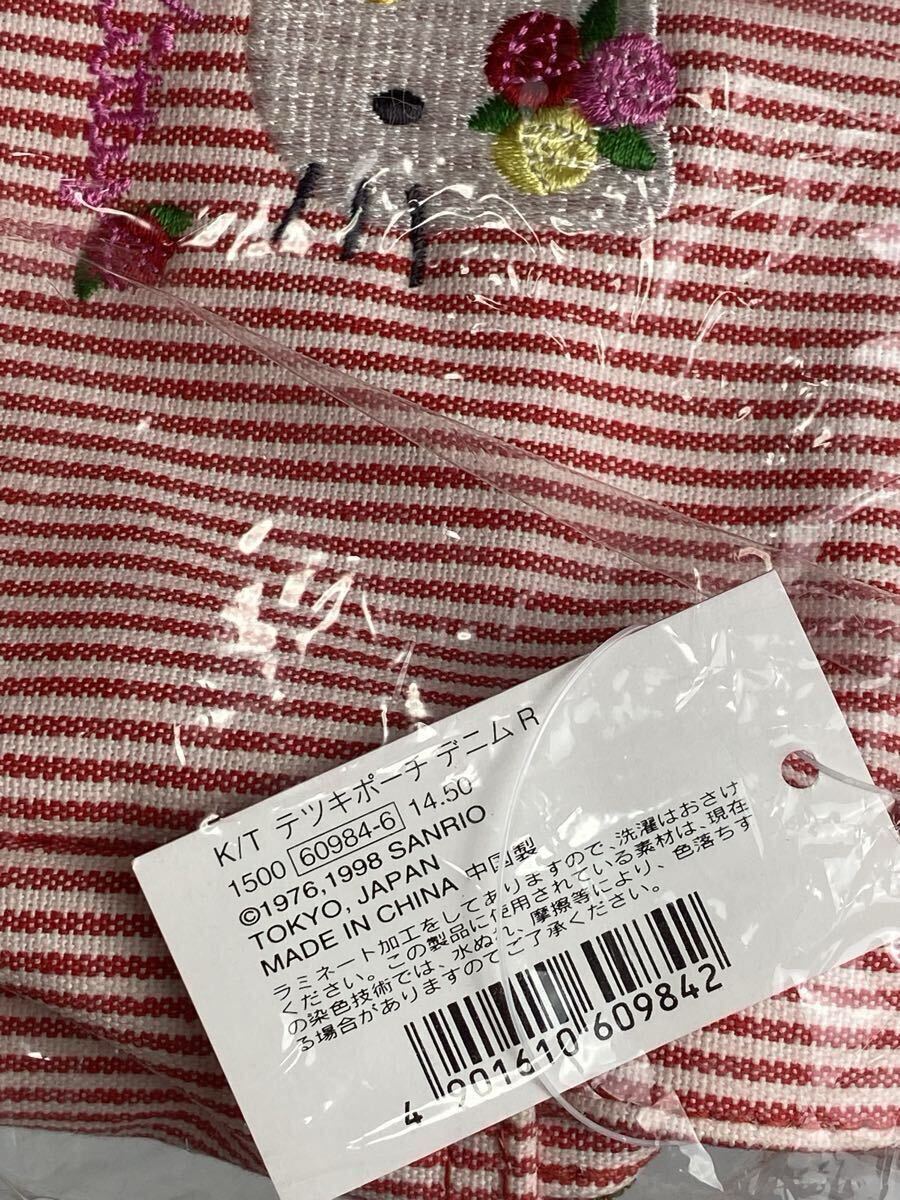 K/T テツキポーチ デニム R
1500 60984-6 14.50
©1976,1998 SANRIO
TOKYO, JAPAN
MADE IN CHINA 中国製
ラミネート加工をしてありますので、洗濯はおさけ
ください。この製品に使用されている素材は、現在
の染色技術では、水ぬれ、摩擦等により、色落ちす
る場合がありますのでご了承ください。
4 901610 609842